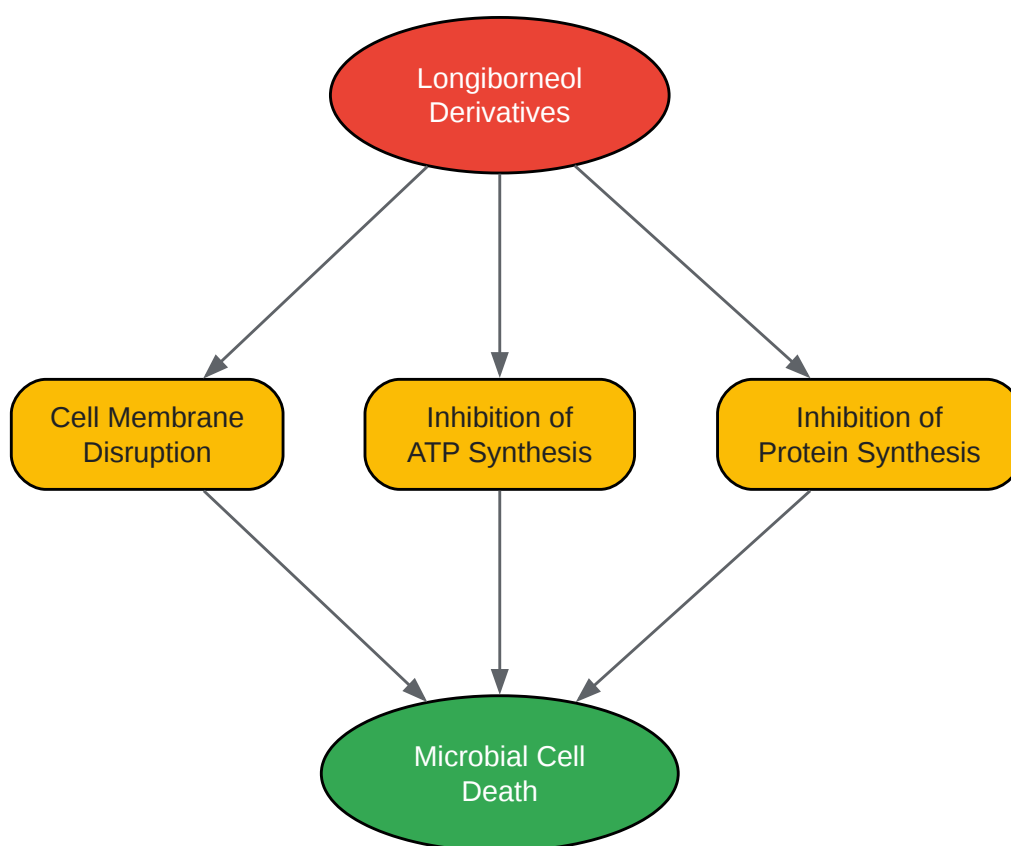 Longiborneol
Derivatives
Cell Membrane
Disruption
Inhibition of
ATP Synthesis
Inhibition of
Protein Synthesis
Microbial Cell
Death